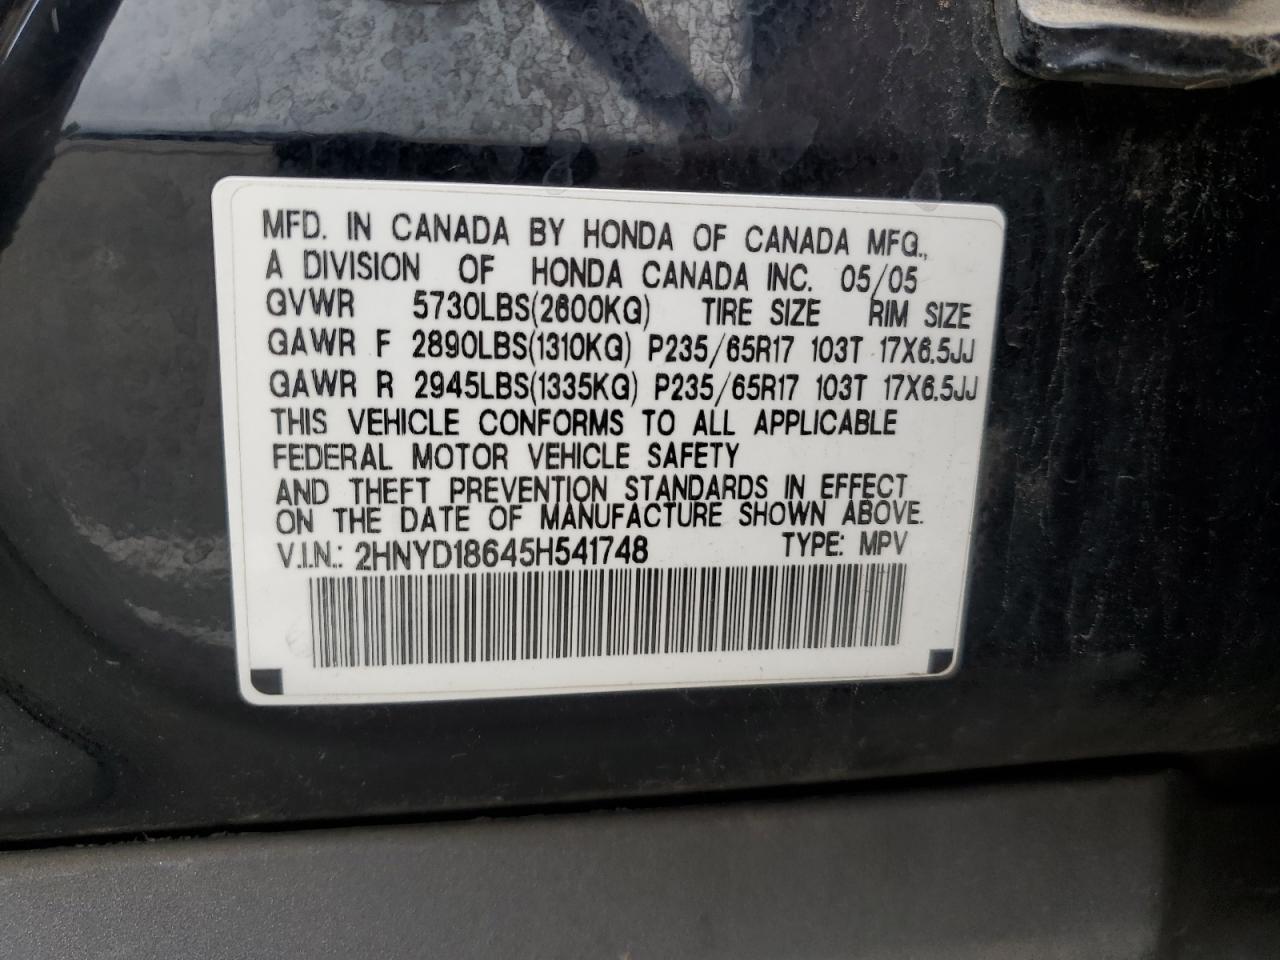 MFD. IN CANADA BY HONDA OF CANADA MFG.,
A DIVISION OF HONDA CANADA INC. 05/05
GVWR 5730LBS(2600KG) TIRE SIZE RIM SIZE
GAWR F 2890LBS(1310KG) P235/65R17 103T 17X6.5JJ
GAWR R 2945LBS(1335KG) P235/65R17 103T 17X6.5JJ
THIS VEHICLE CONFORMS TO ALL APPLICABLE
FEDERAL MOTOR VEHICLE SAFETY
AND THEFT PREVENTION STANDARDS IN EFFECT
ON THE DATE OF MANUFACTURE SHOWN ABOVE.
V.I.N.: 2HNYD18645H541748 TYPE: MPV